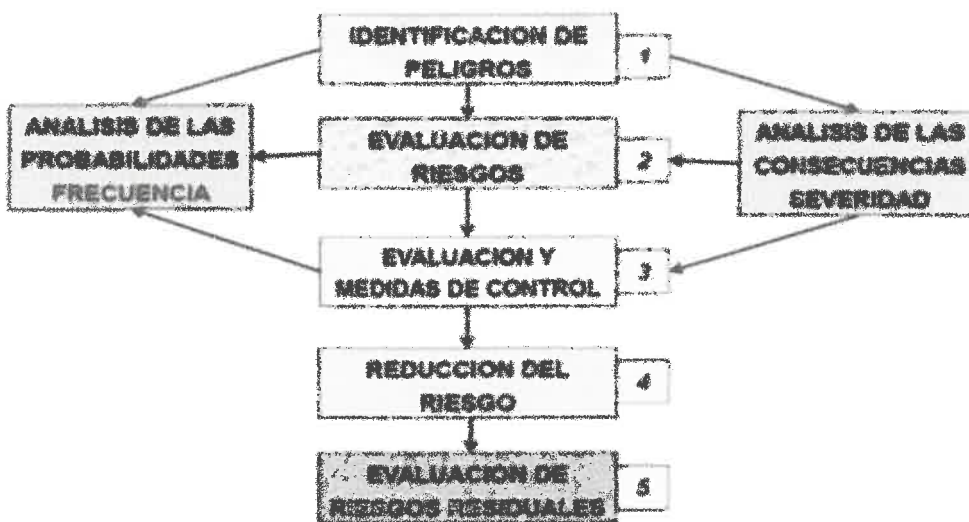 IDENTIFICACION DE
PELIGROS
1
ANALISIS DE LAS
PROBABILIDADES
FRECUENCIA
EVALUACION DE
RIESGOS
2
ANALISIS DE LAS
CONSECUENCIAS
SEVERIDAD
EVALUACION Y
MEDIDAS DE CONTROL
3
REDUCCION DEL
RIESGO
4
EVALUACION DE
RIESGOS RESIDUALES
5